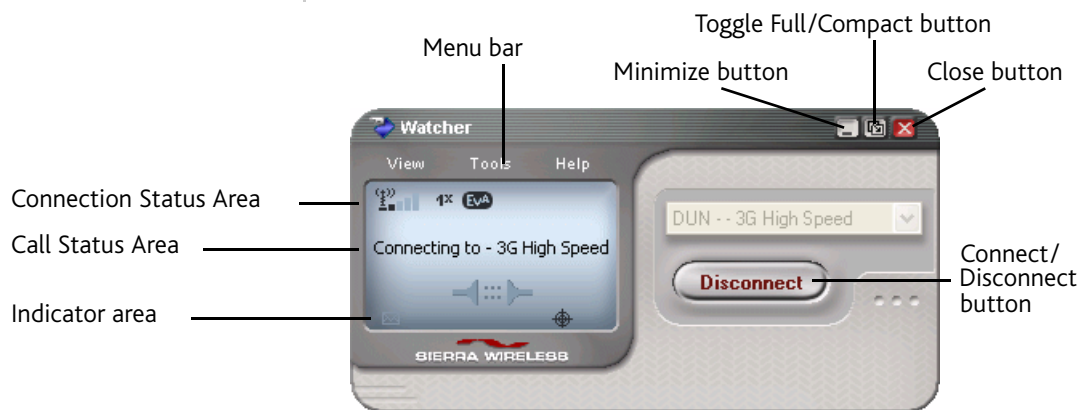 Toggle Full/Compact button
Menu bar
Minimize button
Close button
Watcher
View Tools Help
Connection Status Area
1X EvA
DUN - - 3G High Speed
Call Status Area
Connecting to - 3G High Speed
Connect/
Disconnect
button
Disconnect
Indicator area
SIERRA WIRELESS